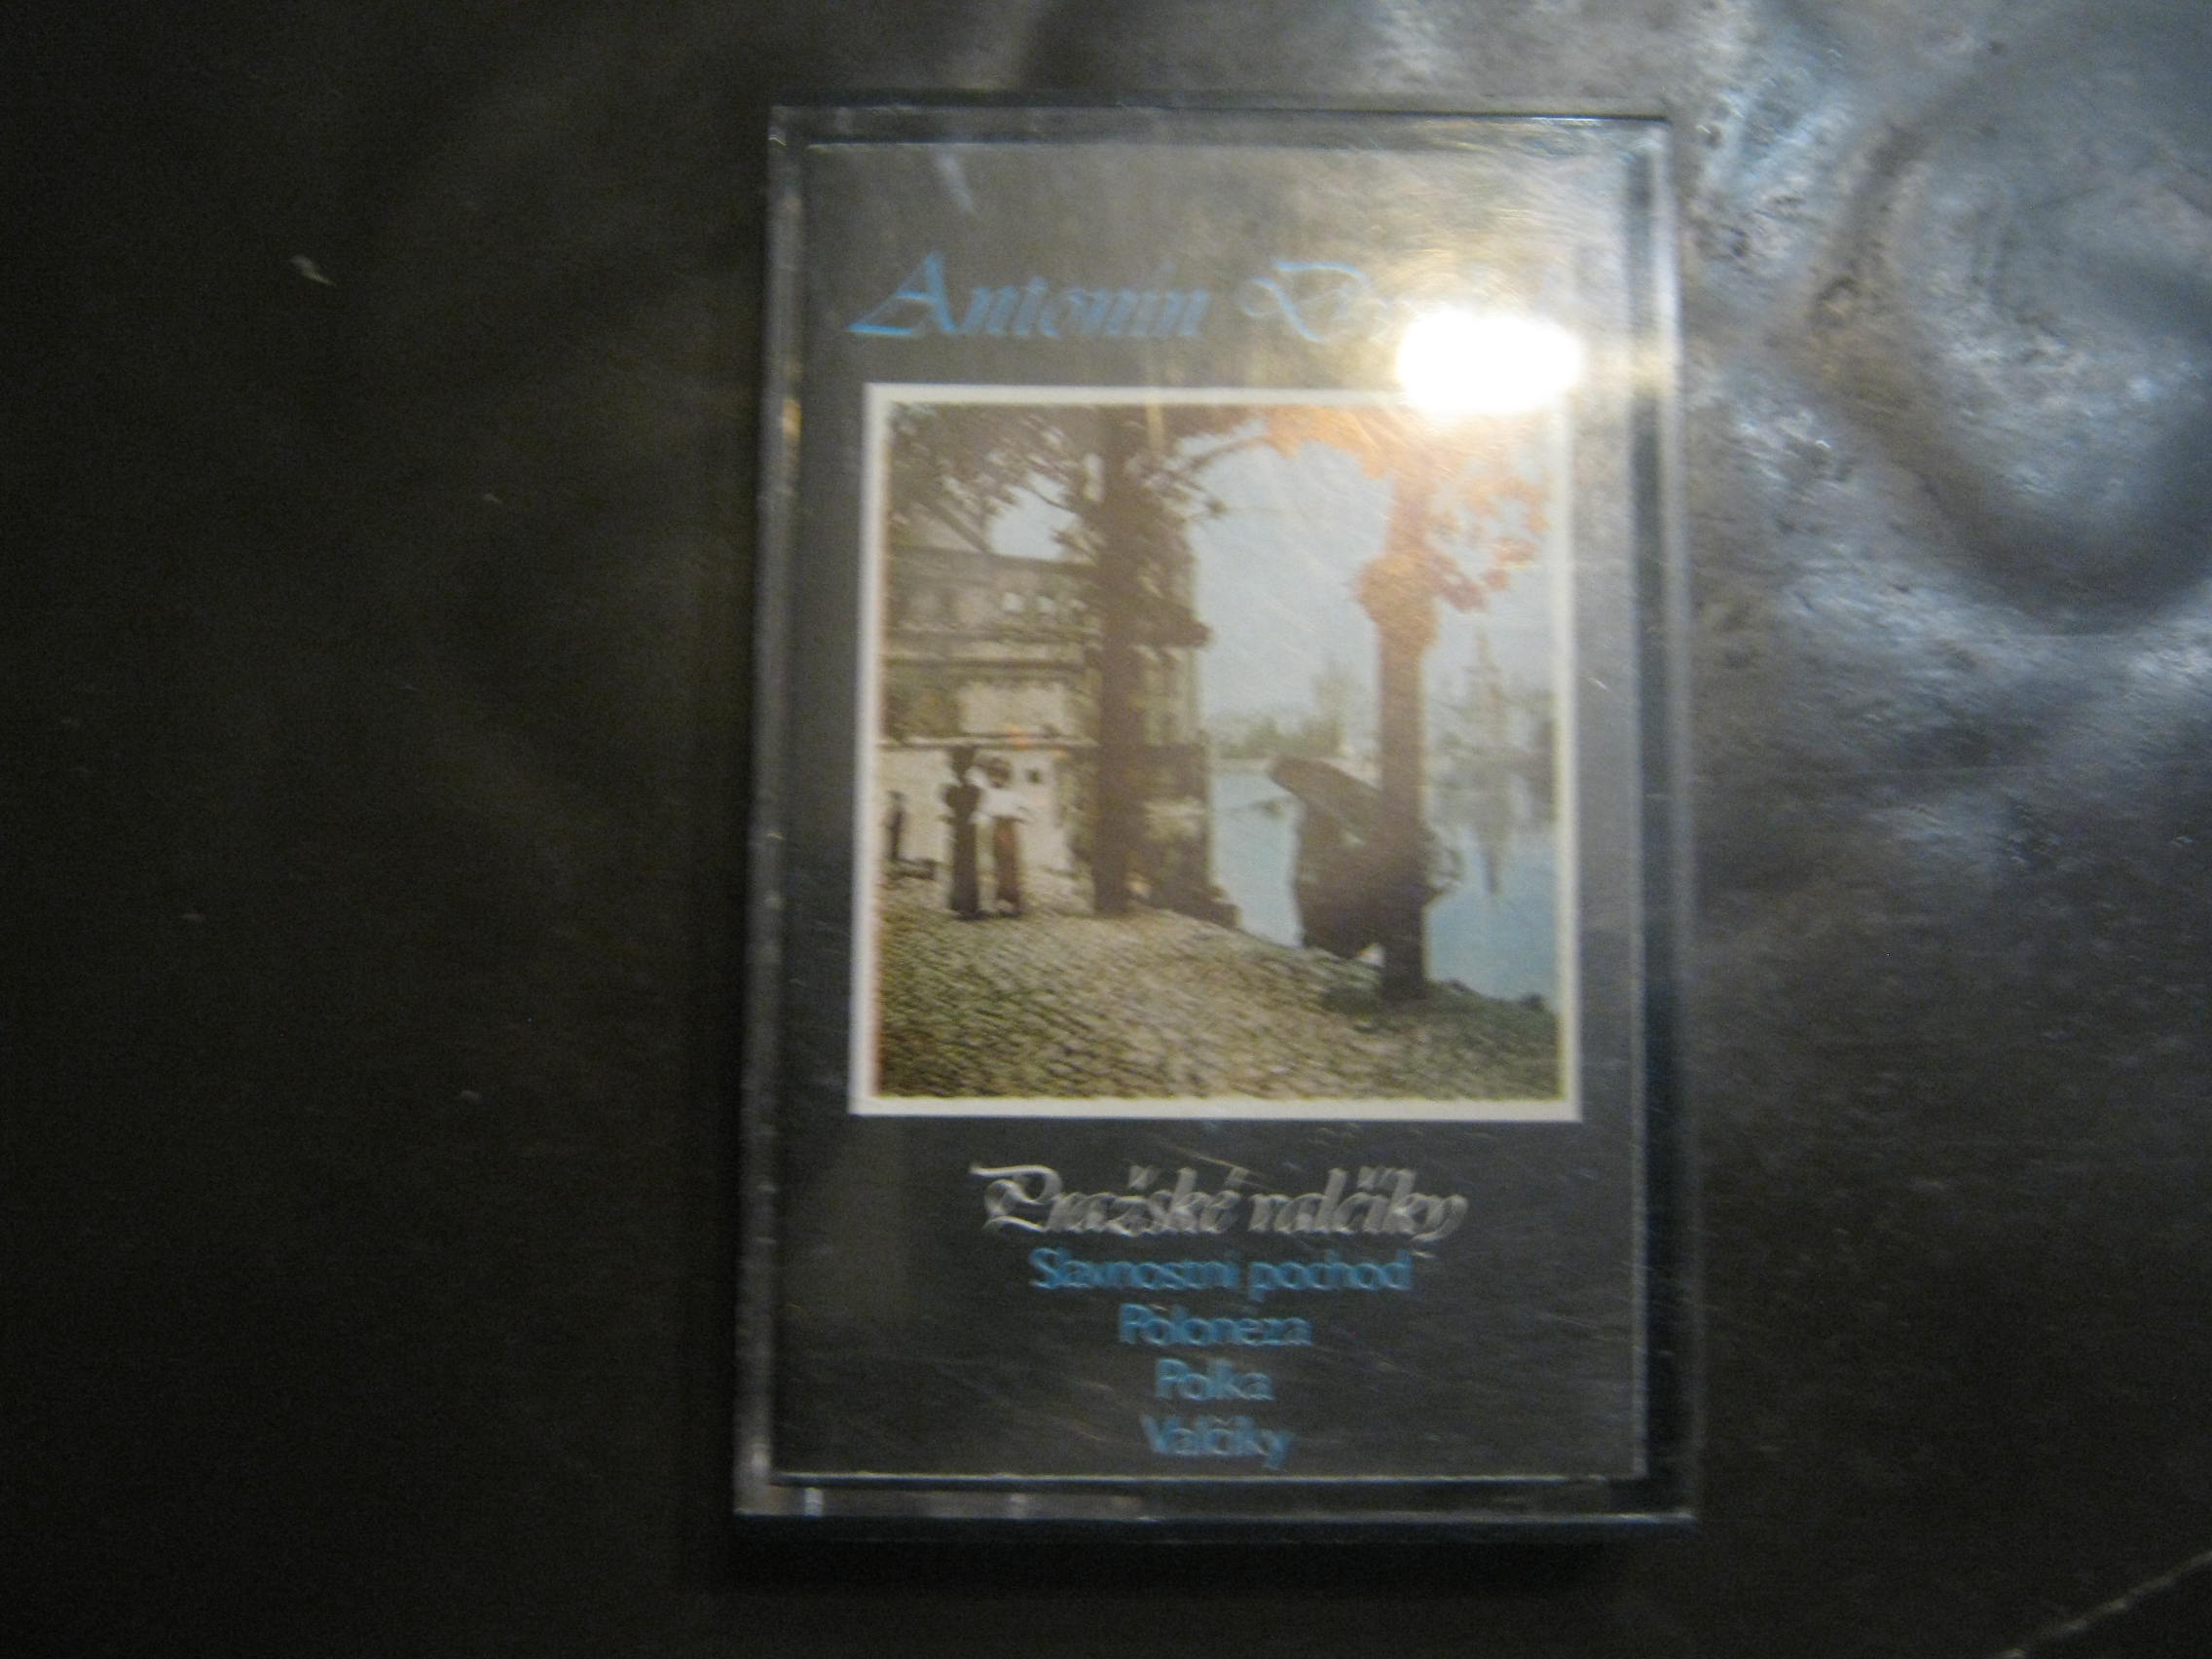 Antonín
Pražské valčíky
Slavnostní pochod
Polonéza
Polka
Valčíky